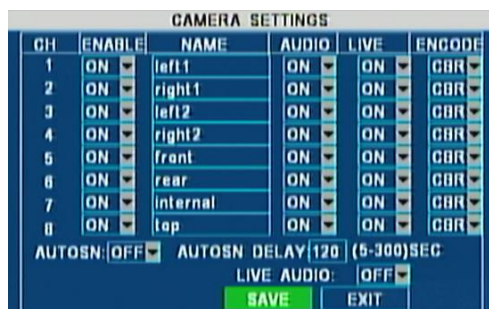 CAMERA SETTINGS
CH ENABLE NAME AUDIO LIVE ENCODE
1 ON left1 ON ON CBR
2 ON right1 ON ON CBR
3 ON left2 ON ON CBR
4 ON right2 ON ON CBR
5 ON front ON ON CBR
6 ON rear ON ON CBR
7 ON internal ON ON CBR
8 ON top ON ON CBR
AUTOSN: OFF AUTOSN DELAY 120 (5-300)SEC
LIVE AUDIO: OFF
SAVE EXIT